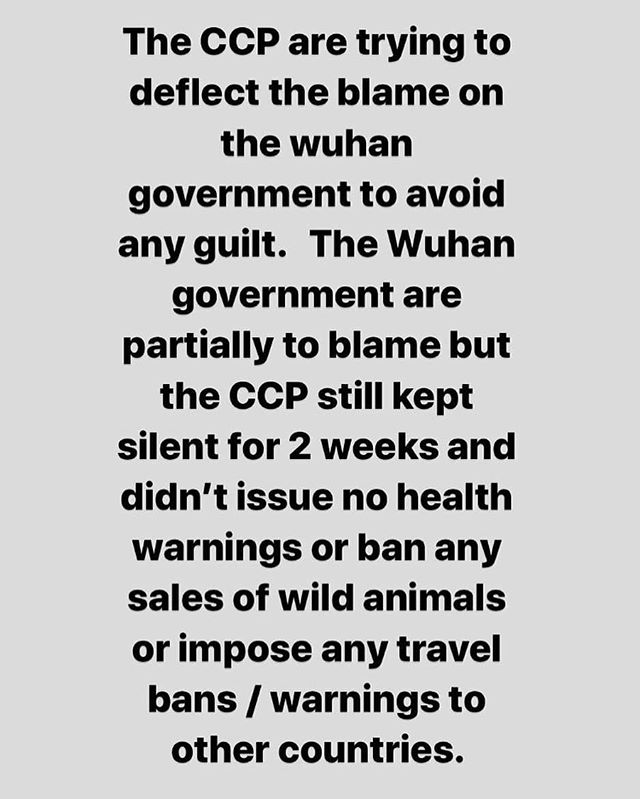 The CCP are trying to
deflect the blame on
the wuhan
government to avoid
any guilt.  The Wuhan
government are
partially to blame but
the CCP still kept
silent for 2 weeks and
didn’t issue no health
warnings or ban any
sales of wild animals
or impose any travel
bans / warnings to
other countries.